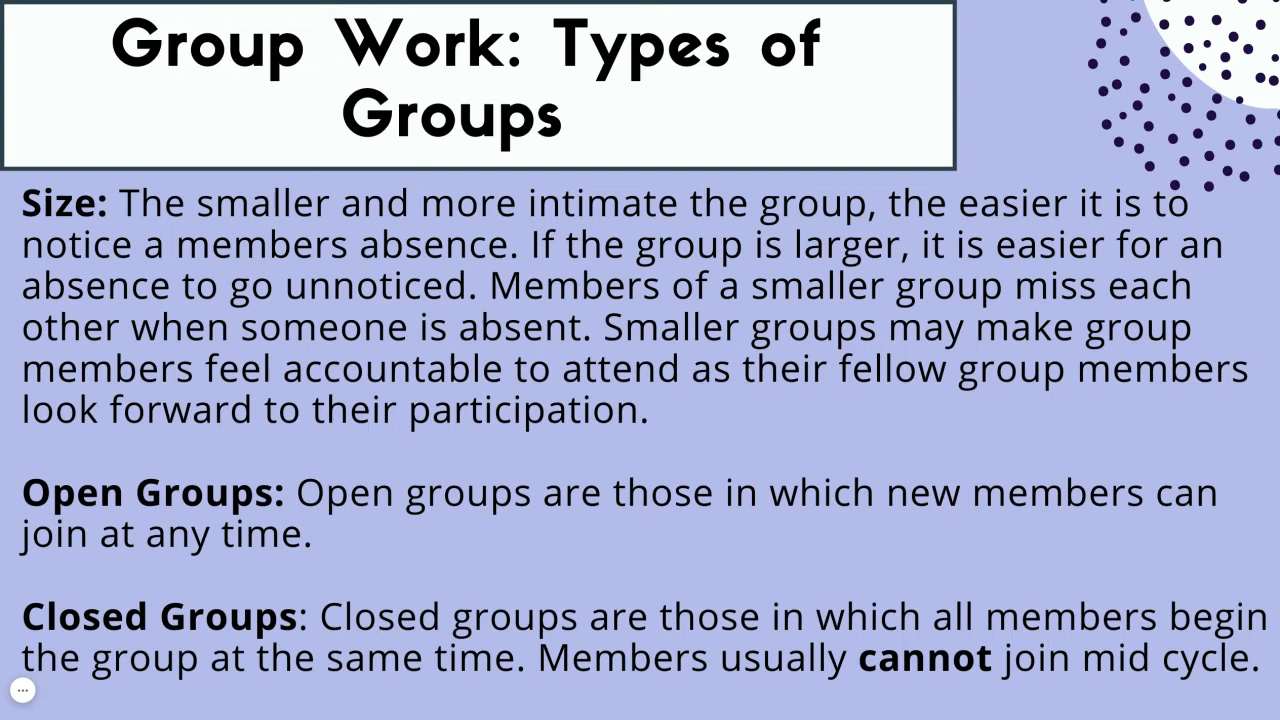 Group Work: Types of
Groups
Size: The smaller and more intimate the group, the easier it is to
notice a members absence. If the group is larger, it is easier for an
absence to go unnoticed. Members of a smaller group miss each
other when someone is absent. Smaller groups may make group
members feel accountable to attend as their fellow group members
look forward to their participation.
Open Groups: Open groups are those in which new members can
join at any time.
Closed Groups: Closed groups are those in which all members begin
the group at the same time. Members usually cannot join mid cycle.